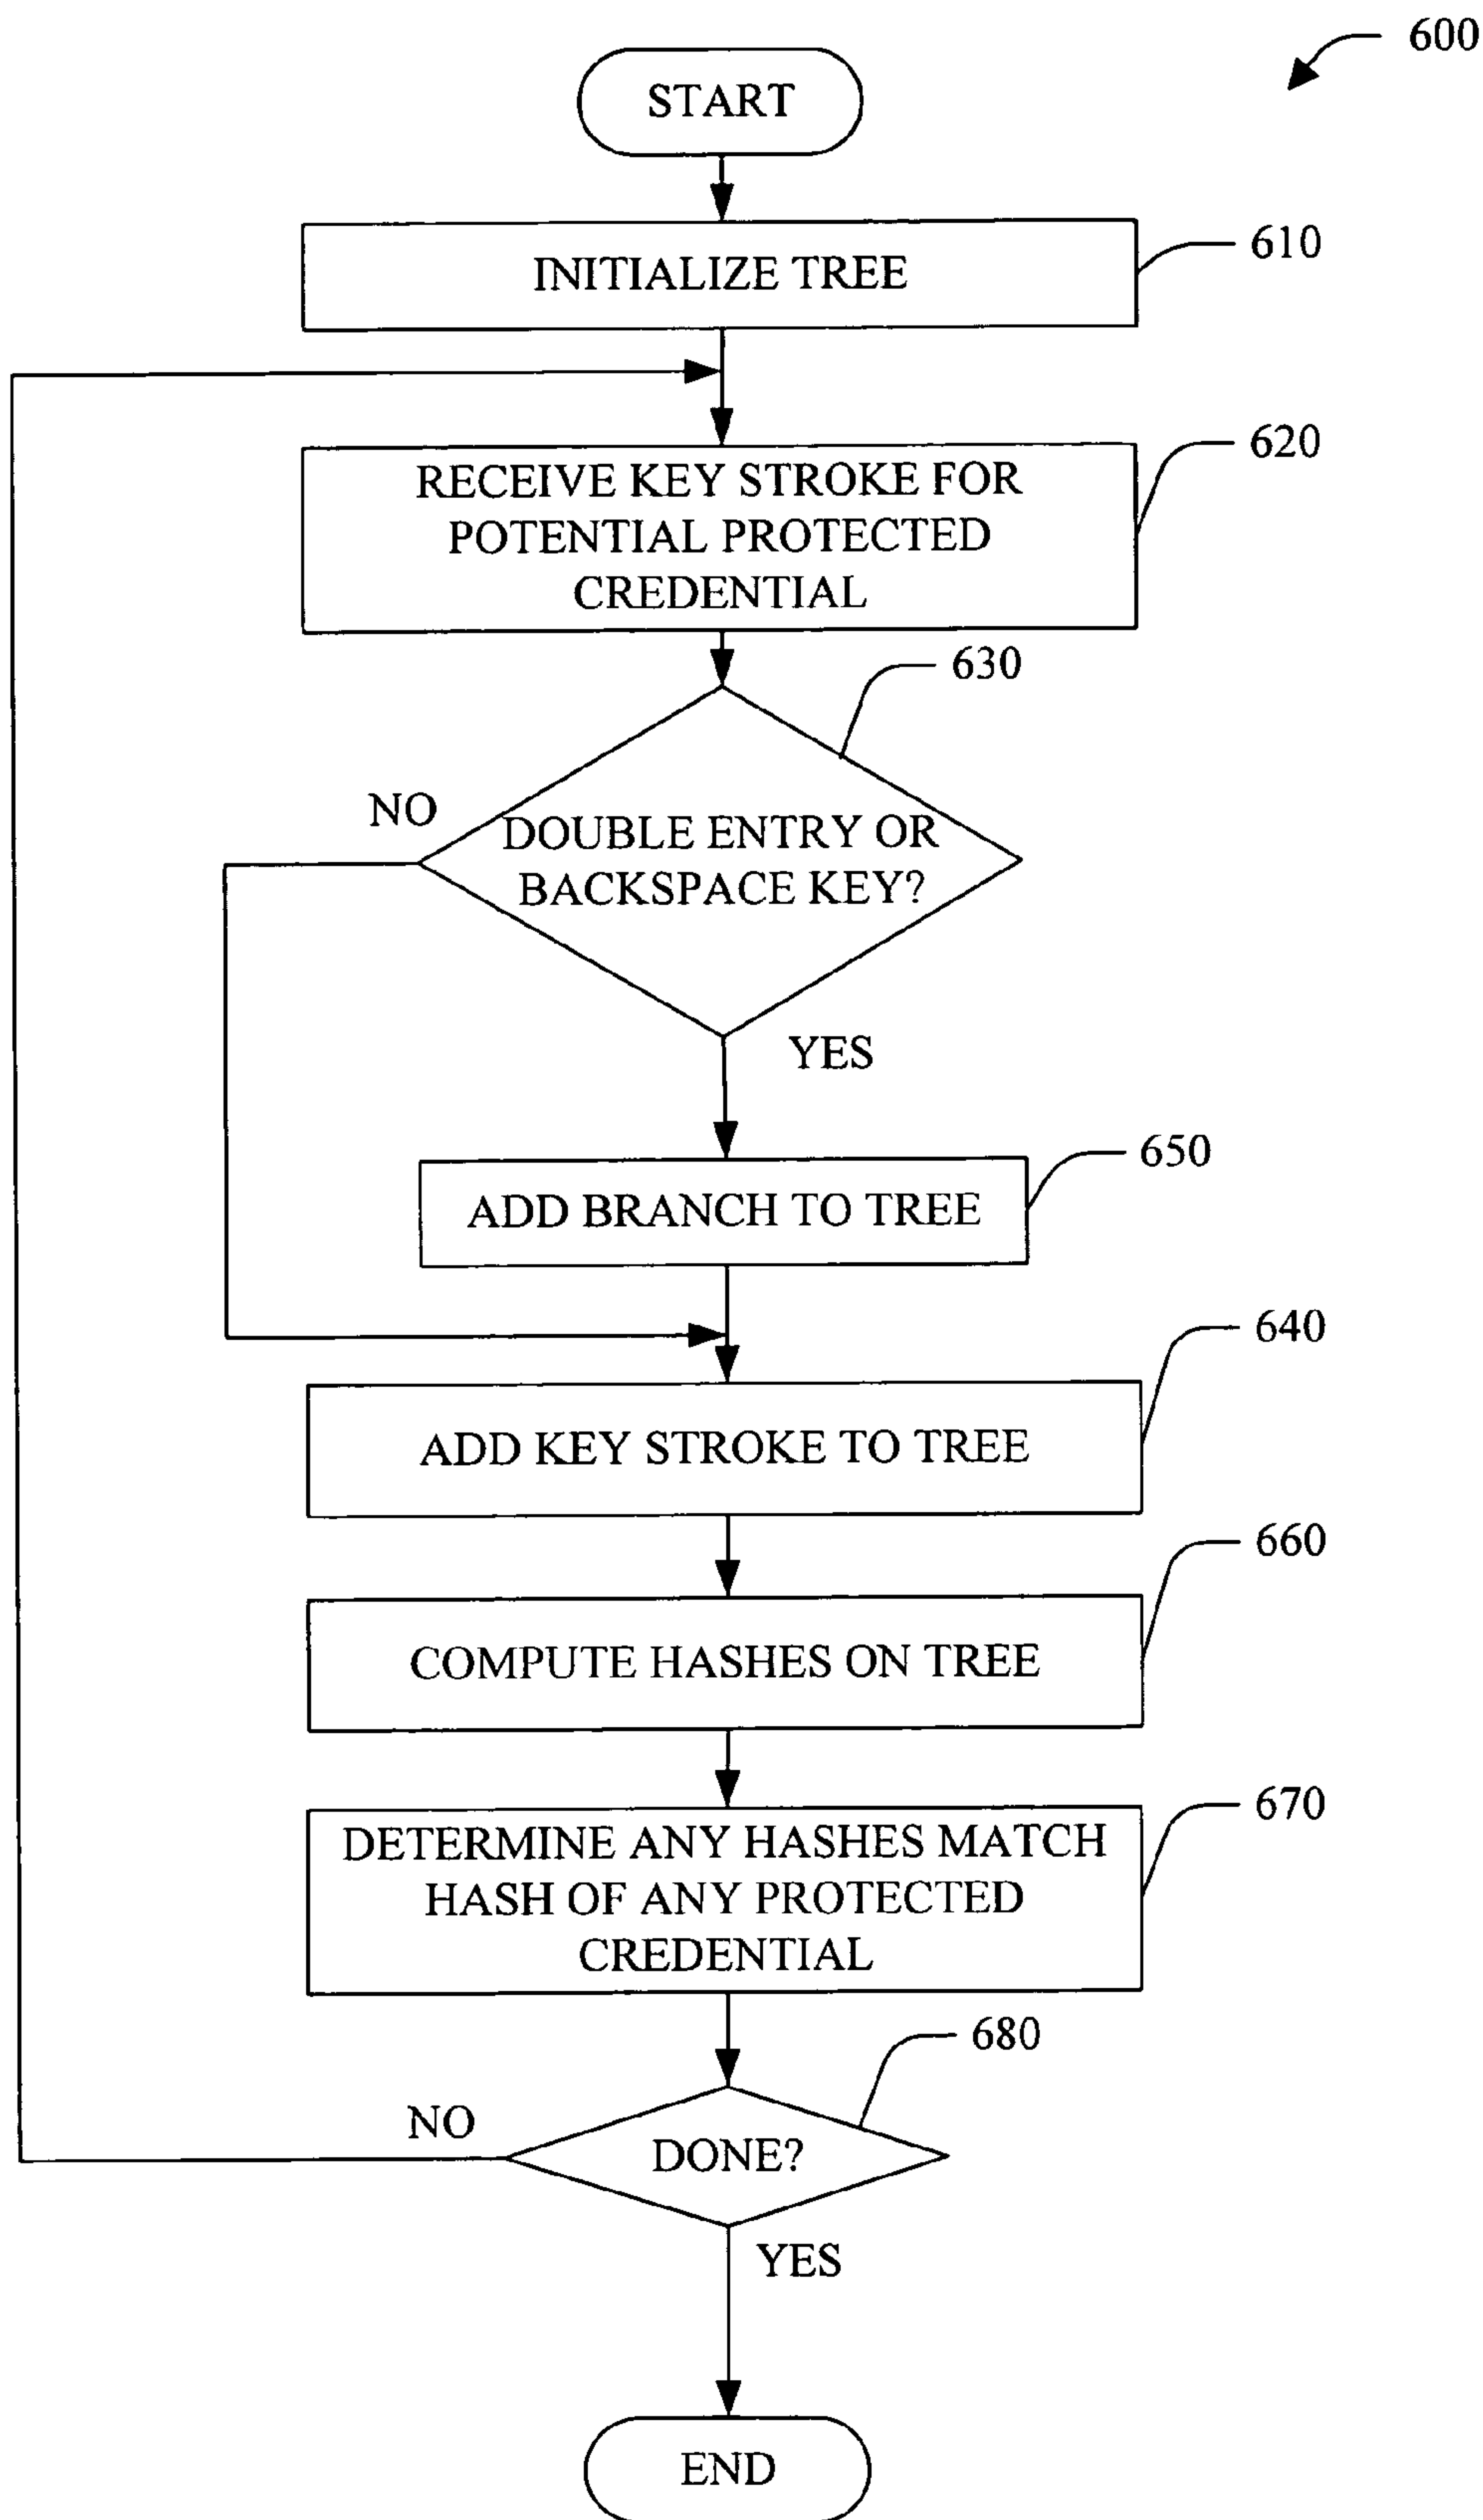 600
START
INITIALIZE TREE
610
RECEIVE KEY STROKE FOR
POTENTIAL PROTECTED
CREDENTIAL
620
630
NO
DOUBLE ENTRY OR
BACKSPACE KEY?
YES
650
ADD BRANCH TO TREE
640
ADD KEY STROKE TO TREE
660
COMPUTE HASHES ON TREE
670
DETERMINE ANY HASHES MATCH
HASH OF ANY PROTECTED
CREDENTIAL
680
NO
DONE?
YES
END